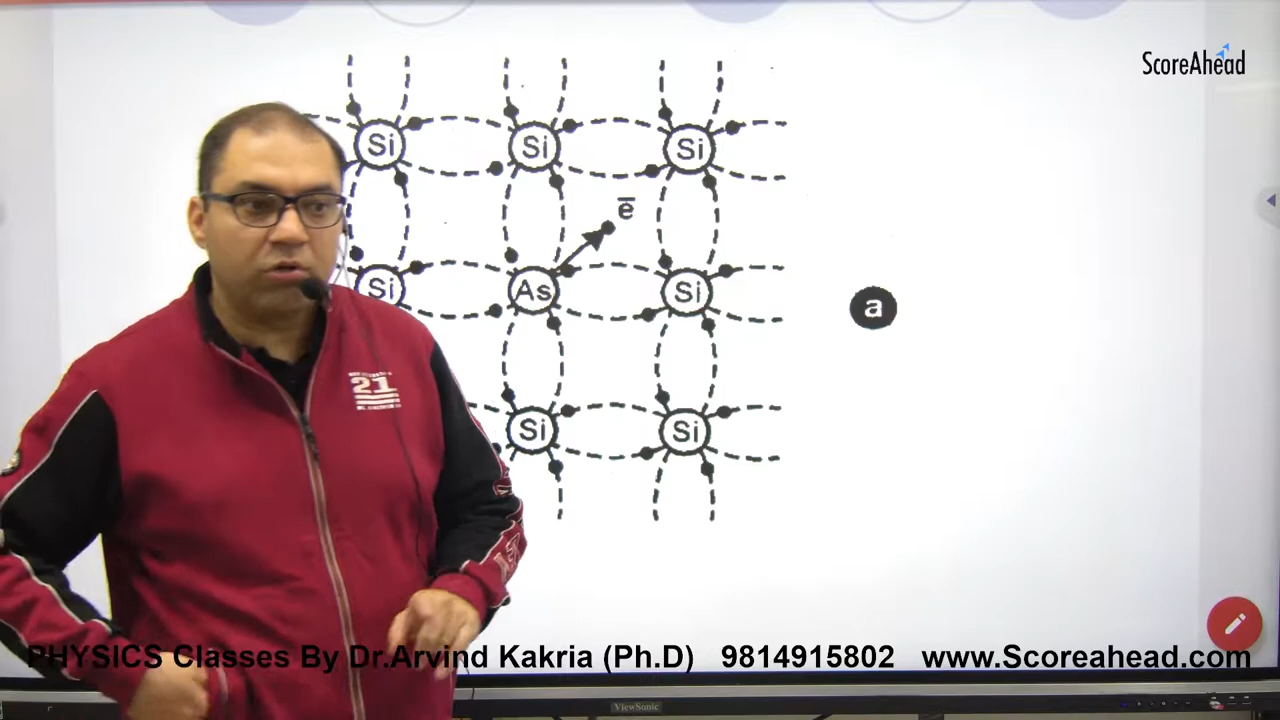 ScoreAhead
Si Si Si
e̅
Si As Si
a
Si Si
21
PHYSICS Classes By Dr.Arvind Kakria (Ph.D) 9814915802 www.Scoreahead.com
ViewSonic